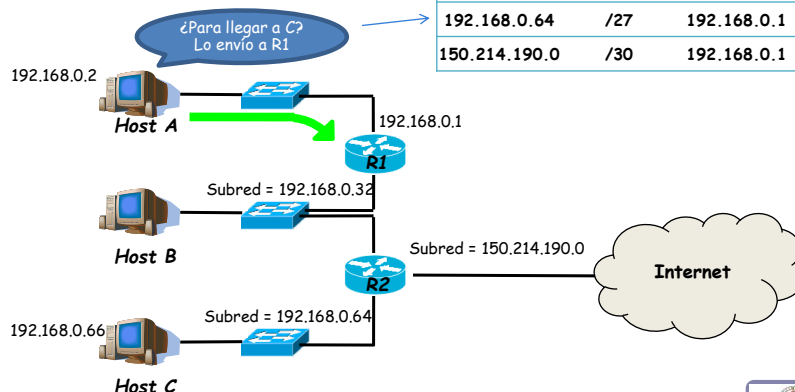 192.168.0.64 /27 192.168.0.1
150.214.190.0 /30 192.168.0.1
¿Para llegar a C?
Lo envío a R1
192.168.0.2
Host A
192.168.0.1
R1
Subred = 192.168.0.32
Host B
Subred = 150.214.190.0
Internet
R2
Subred = 192.168.0.64
192.168.0.66
Host C